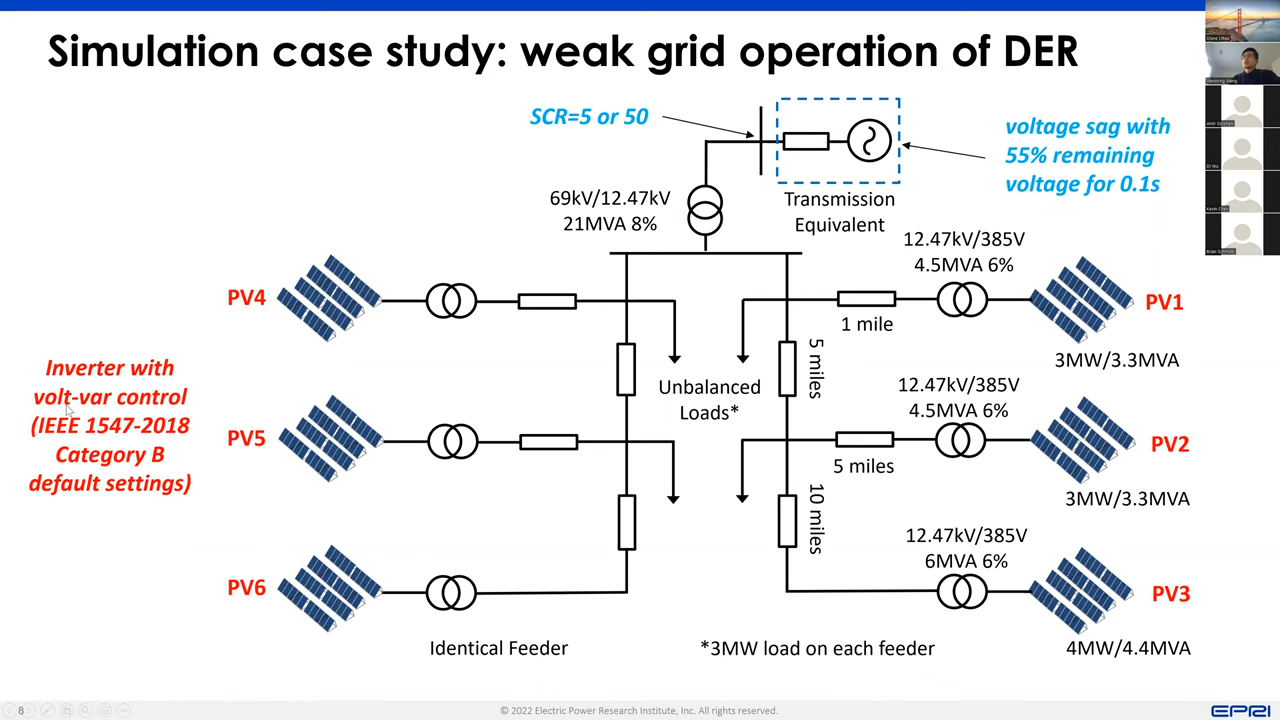 Simulation case study: weak grid operation of DER
SCR=5 or 50
voltage sag with
55% remaining
voltage for 0.1s
69kV/12.47kV
21MVA 8%
Transmission
Equivalent
12.47kV/385V
4.5MVA 6%
PV4
PV1
1 mile
3MW/3.3MVA
5 miles
Inverter with
volt-var control
(IEEE 1547-2018
Category B
default settings)
Unbalanced
Loads*
12.47kV/385V
4.5MVA 6%
PV5
PV2
5 miles
3MW/3.3MVA
10 miles
12.47kV/385V
6MVA 6%
PV6
PV3
Identical Feeder
*3MW load on each feeder
4MW/4.4MVA
8
© 2022 Electric Power Research Institute, Inc. All rights reserved.
EPRI